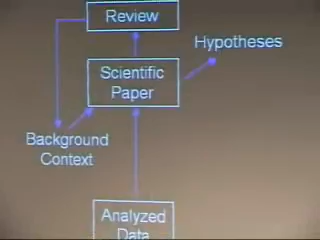 Review
Hypotheses
Scientific
Paper
Background
Context
Analyzed
Data